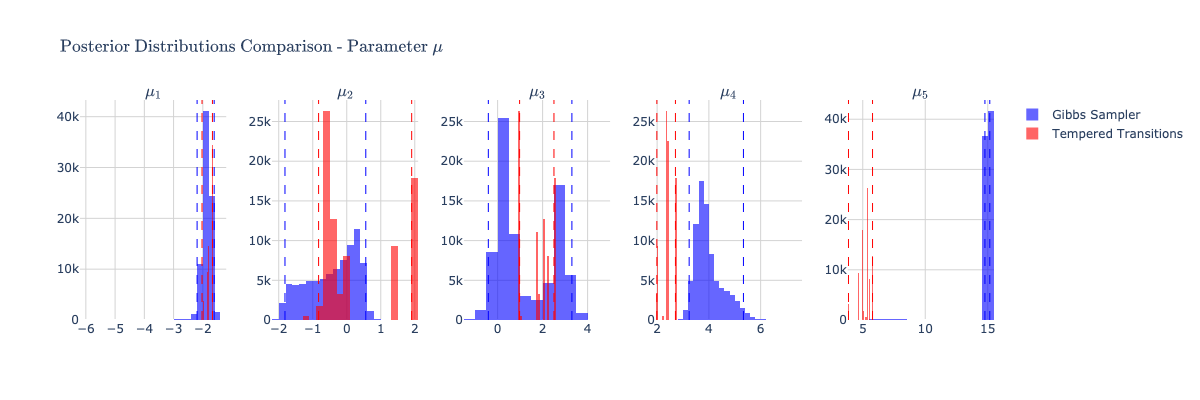 Posterior Distributions Comparison - Parameter μ
μ₁
μ₂
μ₃
μ₄
μ₅
Gibbs Sampler
Tempered Transitions
40k
30k
20k
10k
0
−6 −5 −4 −3 −2
25k
20k
15k
10k
5k
0
−2 −1 0 1 2
25k
20k
15k
10k
5k
0
0 2 4
25k
20k
15k
10k
5k
0
2 4 6
40k
30k
20k
10k
0
5 10 15